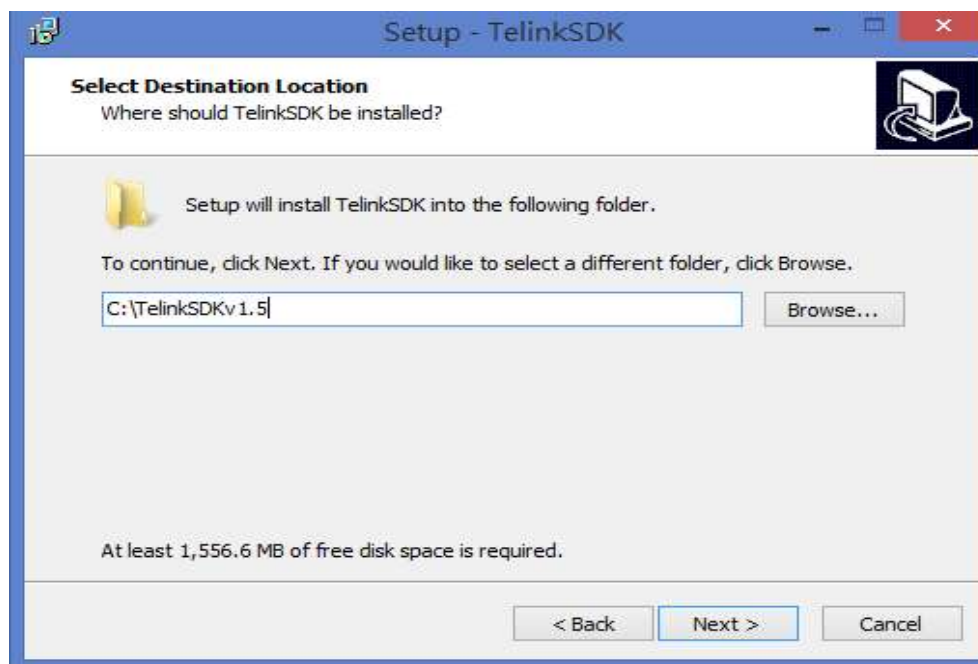 Setup - TelinkSDK
Select Destination Location
Where should TelinkSDK be installed?
Setup will install TelinkSDK into the following folder.
To continue, click Next. If you would like to select a different folder, click Browse.
C:\TelinkSDKv1.5
Browse...
At least 1,556.6 MB of free disk space is required.
< Back
Next >
Cancel